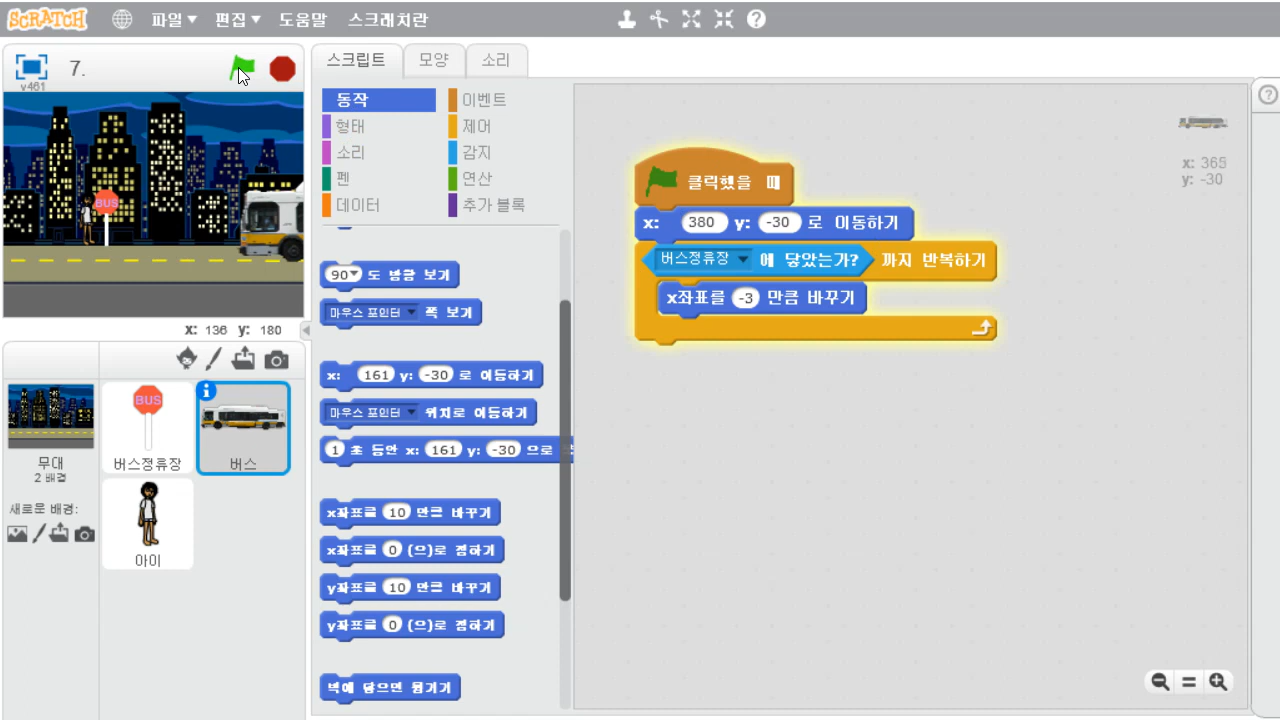 SCRATCH 파일▼ 편집▼ 도움말 스크래치란
7.
v461
BUS
x: 136 y: 180
BUS
버스정류장
버스
무대
2 배경
새로운 배경:
아이
스크립트 모양 소리
동작 이벤트
형태 제어
소리 감지
펜 연산
데이터 추가 블록
90▼ 도 방향 보기
마우스 포인터 ▼ 쪽 보기
x: 161 y: -30 로 이동하기
마우스 포인터 ▼ 위치로 이동하기
1 초 동안 x: 161 y: -30 으로
x좌표를 10 만큼 바꾸기
x좌표를 0 (으)로 정하기
y좌표를 10 만큼 바꾸기
y좌표를 0 (으)로 정하기
벽에 닿으면 튕기기
클릭했을 때
x: 380 y: -30 로 이동하기
버스정류장 ▼ 에 닿았는가? 까지 반복하기
x좌표를 -3 만큼 바꾸기
x: 365
y: -30